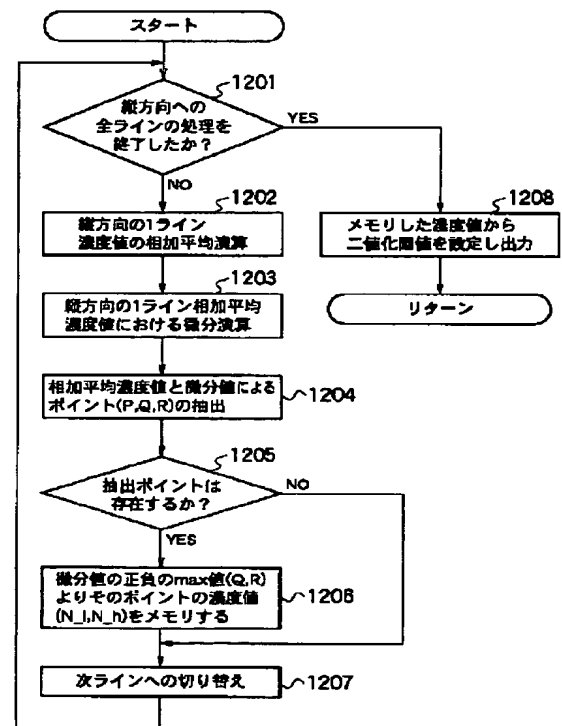 スタート
1201
縦方向への
全ラインの処理を
終了したか？
YES
NO
1202
縦方向の1ライン
濃度値の相加平均演算
1208
メモリした濃度値から
二値化閾値を設定し出力
リターン
1203
縦方向の1ライン相加平均
濃度値における微分演算
相加平均濃度値と微分値による
ポイント(P,Q,R)の抽出
1204
1205
抽出ポイントは
存在するか？
NO
YES
微分値の正負のmax値(Q,R)
よりそのポイントの濃度値
(N_l,N_h)をメモリする
1206
次ラインへの切り替え
1207